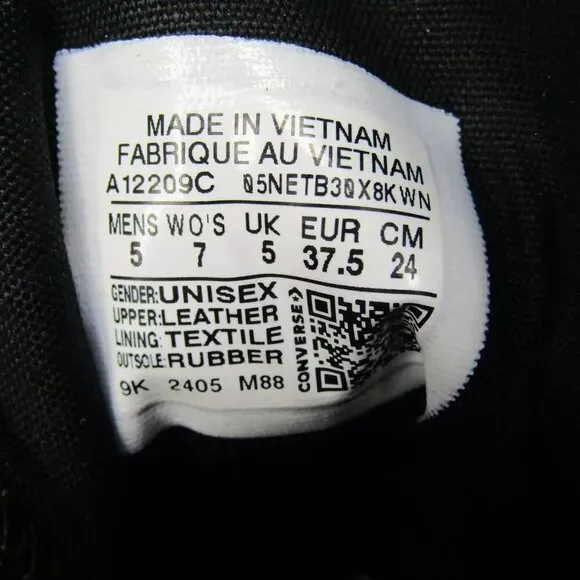 MADE IN VIETNAM
FABRIQUE AU VIETNAM
A12209C Q5NETB3QX8KWN
MENS WO'S UK EUR CM
5 7 5 37.5 24
GENDER:UNISEX
UPPER:LEATHER
LINING:TEXTILE
OUTSOLE:RUBBER
9K 2405 M88
CONVERSE